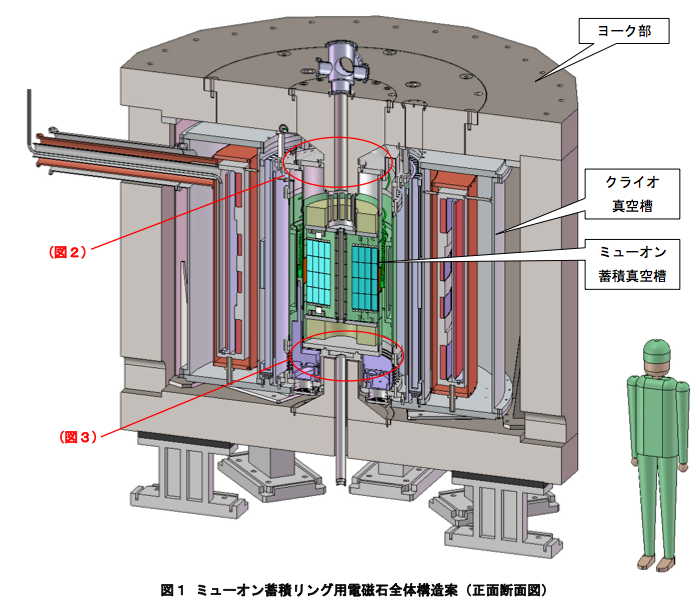 ヨーク部
クライオ
真空槽
ミューオン
蓄積真空槽
(図2)
(図3)
図1 ミューオン蓄積リング用電磁石全体構造案(正面断面図)